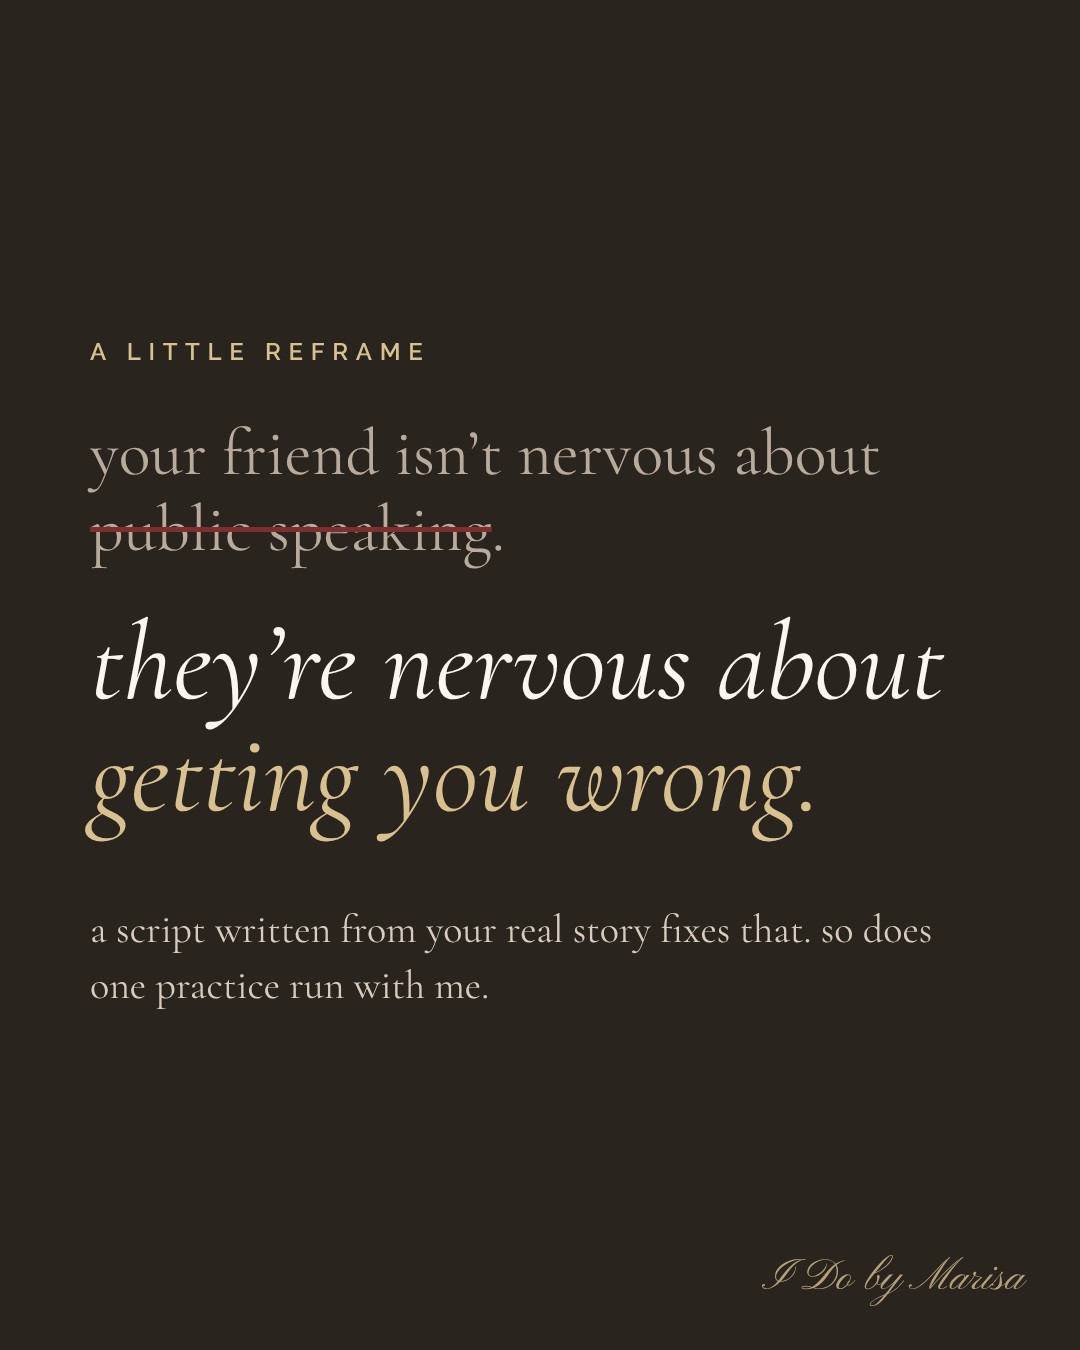 A LITTLE REFRAME
your friend isn’t nervous about
public speaking.
they’re nervous about
getting you wrong.
a script written from your real story fixes that. so does
one practice run with me.
I Do by Marisa